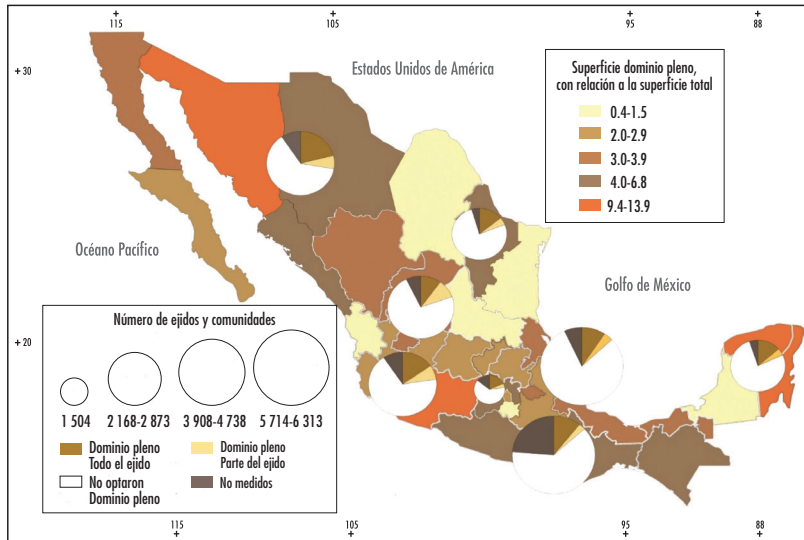 115
105
95
88
+ 30
+ 20
Estados Unidos de América
Océano Pacífico
Golfo de México
Superficie dominio pleno,
con relación a la superficie total
0.4-1.5
2.0-2.9
3.0-3.9
4.0-6.8
9.4-13.9
Número de ejidos y comunidades
1 504
2 168-2 873
3 908-4 738
5 714-6 313
Dominio pleno
Todo el ejido
Dominio pleno
Parte del ejido
No optaron
Dominio pleno
No medidos
115
105
95
88